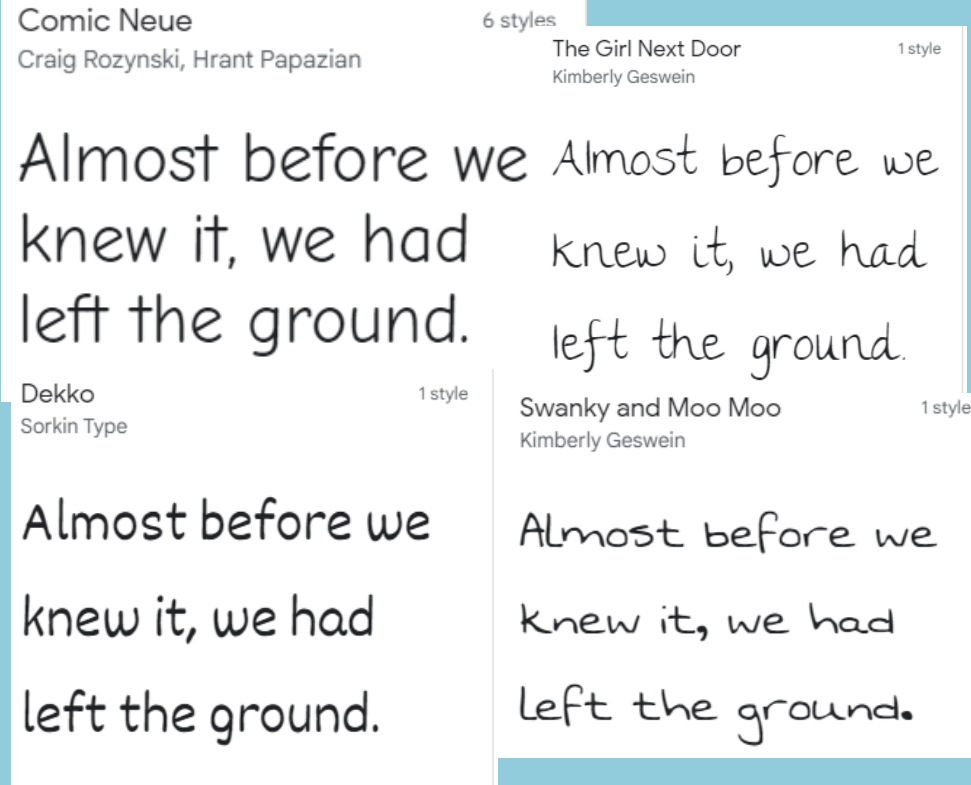 Comic Neue
6 styles
Craig Rozynski, Hrant Papazian
Almost before we
knew it, we had
left the ground.
The Girl Next Door
1 style
Kimberly Geswein
Almost before we
knew it, we had
left the ground.
Dekko
1 style
Sorkin Type
Almost before we
knew it, we had
left the ground.
Swanky and Moo Moo
1 style
Kimberly Geswein
Almost before we
knew it, we had
left the ground.